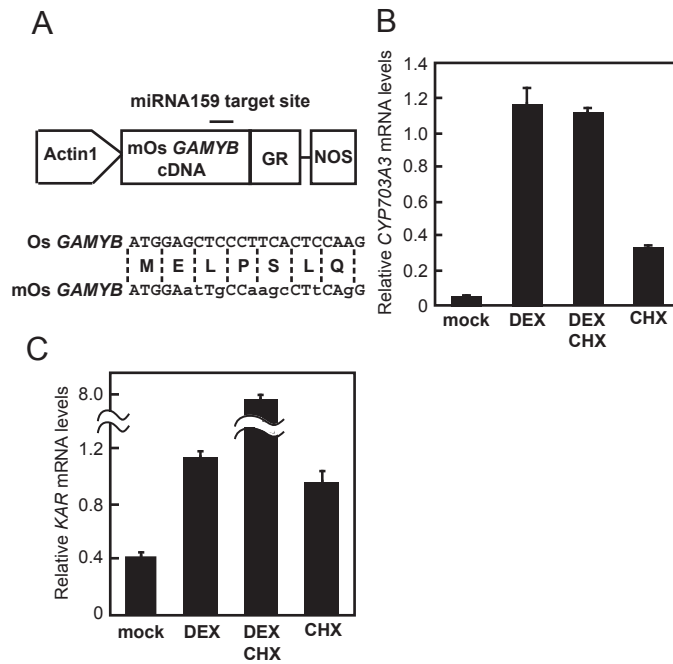 A
miRNA159 target site
Actin1
mOs GAMYB
cDNA
GR
NOS
Os GAMYB ATGGAGCTCCCTTCACTCCAAG
M E L P S L Q
mOs GAMYB ATGGAatTgCCaagcCTtCAgG
B
Relative CYP703A3 mRNA levels
1.4
1.2
1.0
0.8
0.6
0.4
0.2
0
mock DEX DEX CHX
CHX
C
Relative KAR mRNA levels
8.0
1.2
0.8
0.4
0
mock DEX DEX CHX
CHX